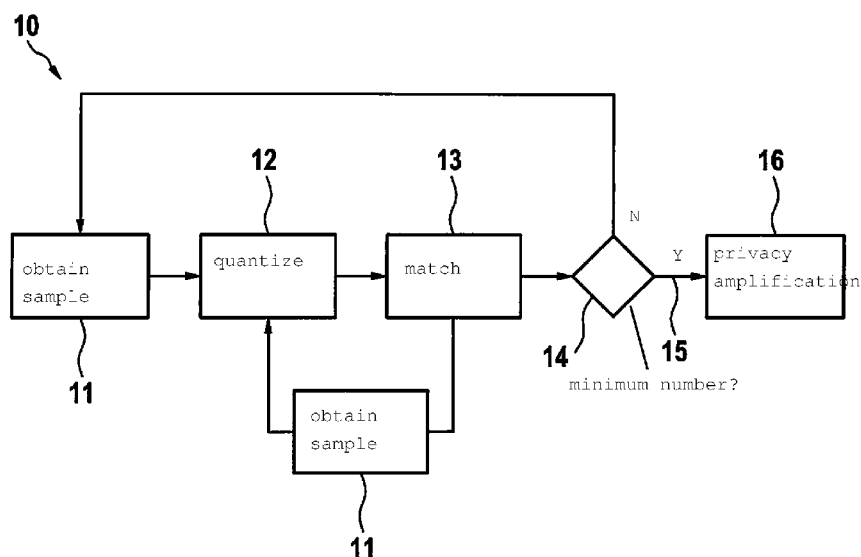 10
12
13
16
N
Y
obtain
sample
quantize
match
privacy
amplification
11
14
15
minimum number?
obtain
sample
11